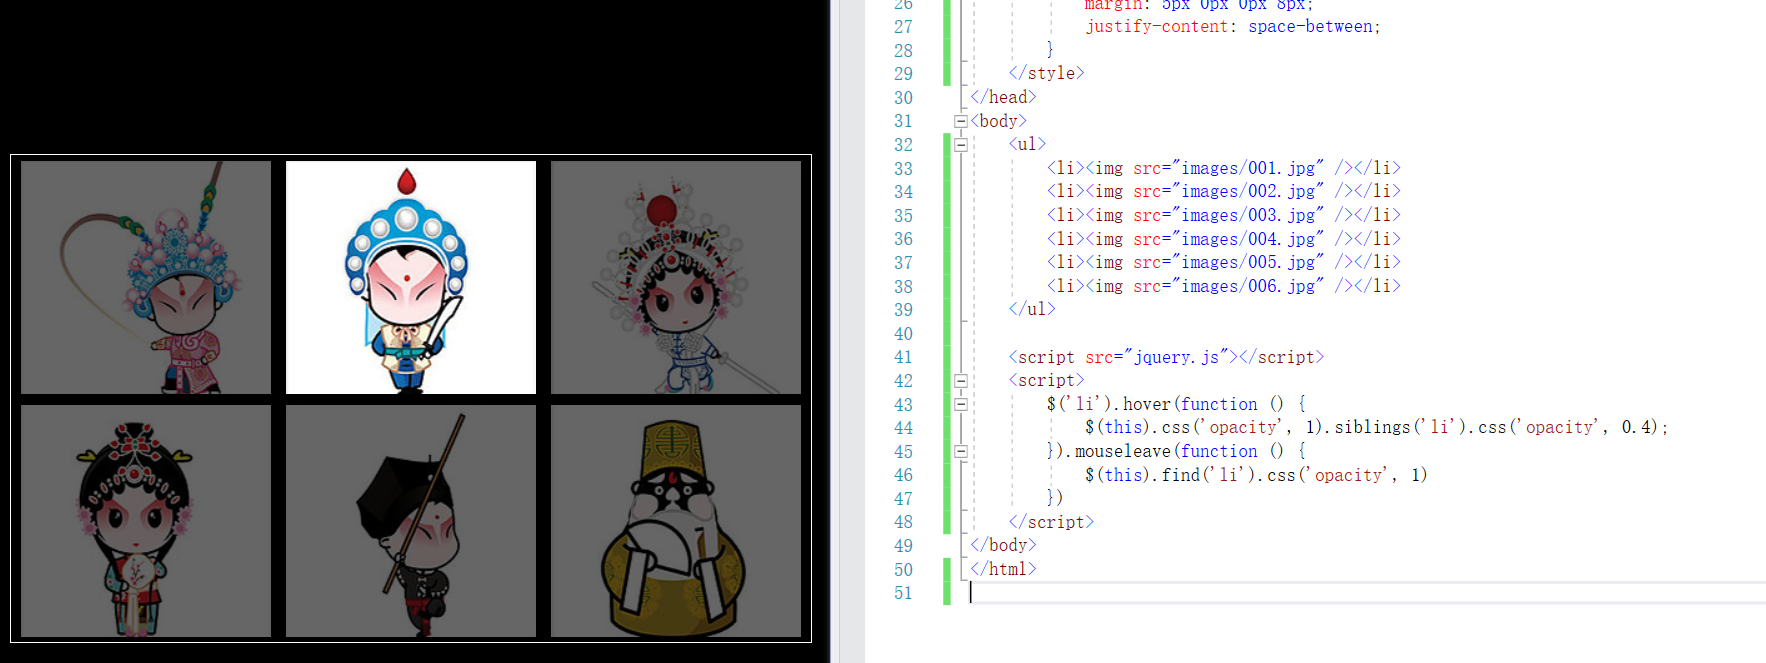 26 margin: 5px 0px 0px 8px;
27 justify-content: space-between;
28 }
29 </style>
30 </head>
31 <body>
32 <ul>
33 <li><img src="images/001.jpg" /></li>
34 <li><img src="images/002.jpg" /></li>
35 <li><img src="images/003.jpg" /></li>
36 <li><img src="images/004.jpg" /></li>
37 <li><img src="images/005.jpg" /></li>
38 <li><img src="images/006.jpg" /></li>
39 </ul>
40
41 <script src="jquery.js"></script>
42 <script>
43 $('li').hover(function () {
44 $(this).css('opacity', 1).siblings('li').css('opacity', 0.4);
45 }).mouseleave(function () {
46 $(this).find('li').css('opacity', 1)
47 })
48 </script>
49 </body>
50 </html>
51